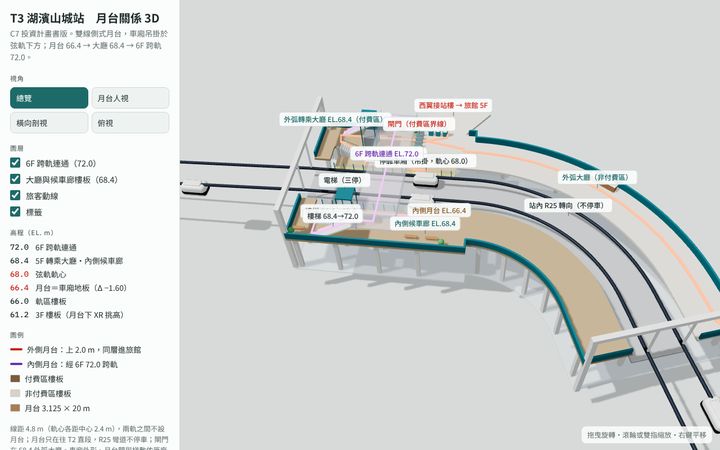 T3 湖濱山城站　月台關係 3D
C7 投資計畫書版。雙線側式月台，車廂吊掛於
弦軌下方；月台 66.4 → 大廳 68.4 → 6F 跨軌
72.0。
視角
總覽
月台人視
橫向剖視
俯視
圖層
6F 跨軌連通（72.0）
大廳與候車廊樓板（68.4）
旅客動線
標籤
高程（EL. m）
72.0 6F 跨軌連通
68.4 5F 轉乘大廳・內側候車廊
68.0 弦軌軌心
66.4 月台＝車廂地板（Δ −1.60）
66.0 軌區樓板
61.2 3F 樓板（月台下 XR 挑高）
圖例
外側月台：上 2.0 m，同層進旅館
內側月台：經 6F 72.0 跨軌
付費區樓板
非付費區樓板
月台 3.125 × 20 m
線距 4.8 m（軌心各距中心 2.4 m），兩軌之間不設
月台；月台只在往 T2 直段，R25 彎道不停車；閘門
西翼接站樓 → 旅館 5F
外弧轉乘大廳 EL.68.4（付費區）
閘門（付費區界線）
6F 跨軌連通 EL.72.0
掛，軌心 68.0）
電梯（三停）
外弧大廳（非付費區）
站內 R25 轉向（不停車）
內側月台 EL.66.4
樓梯 68.4→72.0
內側候車廊 EL.68.4
拖曳旋轉・滾輪或雙指縮放・右鍵平移